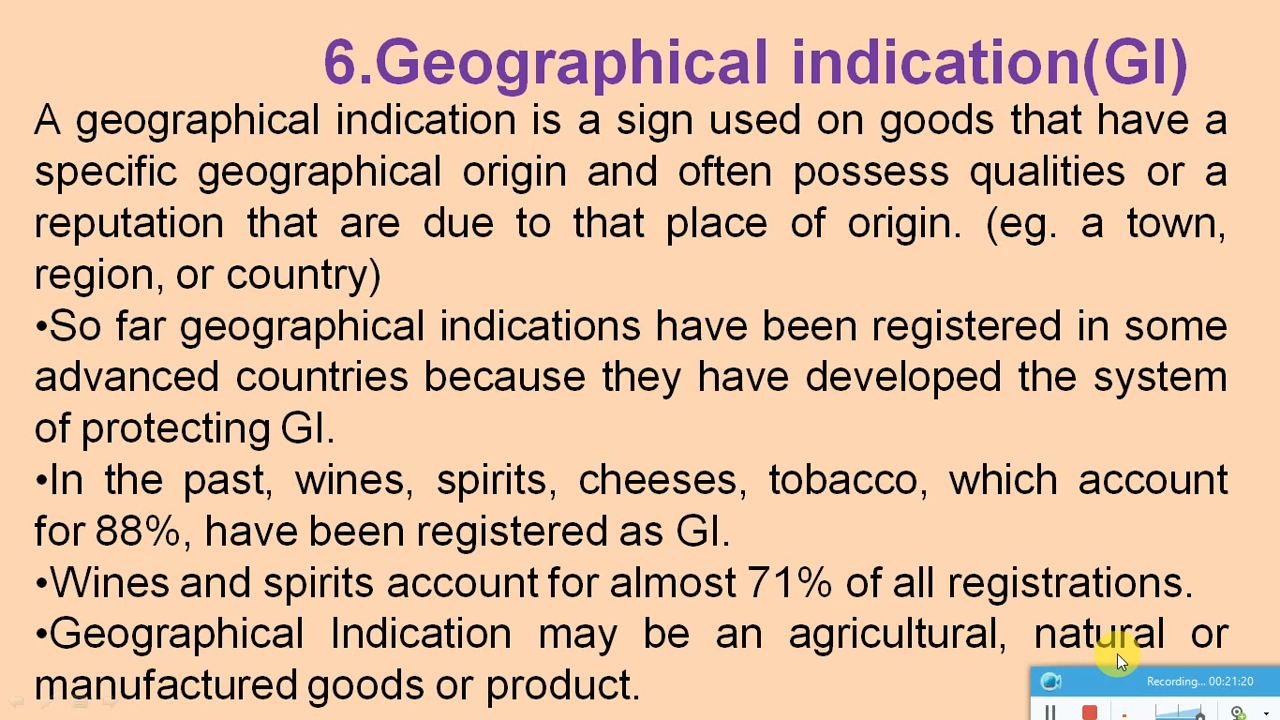 6.Geographical indication(GI)
A geographical indication is a sign used on goods that have a
specific geographical origin and often possess qualities or a
reputation that are due to that place of origin. (eg. a town,
region, or country)
•So far geographical indications have been registered in some
advanced countries because they have developed the system
of protecting GI.
•In the past, wines, spirits, cheeses, tobacco, which account
for 88%, have been registered as GI.
•Wines and spirits account for almost 71% of all registrations.
•Geographical Indication may be an agricultural, natural or
manufactured goods or product.
Recording... 00:21:20